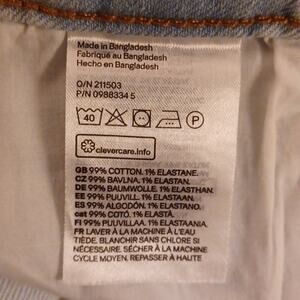 Made in Bangladesh
Fabriqué au Bangladesh
Hecho en Bangladesh
O/N 211503
P/N 0988334 5
40
P
clevercare.info
GB 99% COTTON. 1% ELASTANE.
CZ 99% BAVLNA. 1% ELASTAN.
DE 99% BAUMWOLLE. 1% ELASTHAN.
EE 99% PUUVILL. 1% ELASTAAN.
ES 99% ALGODÓN. 1% ELASTANO.
cat 99% COTÓ. 1% ELASTÀ.
FI 99% PUUVILLAA. 1% ELASTAANIA.
FR LAVER À LA MACHINE À L'EAU
TIÈDE. BLANCHIR SANS CHLORE SI
NÉCESSAIRE. SÉCHER À LA MACHINE
CYCLE MOYEN. REPASSER À HAUTE